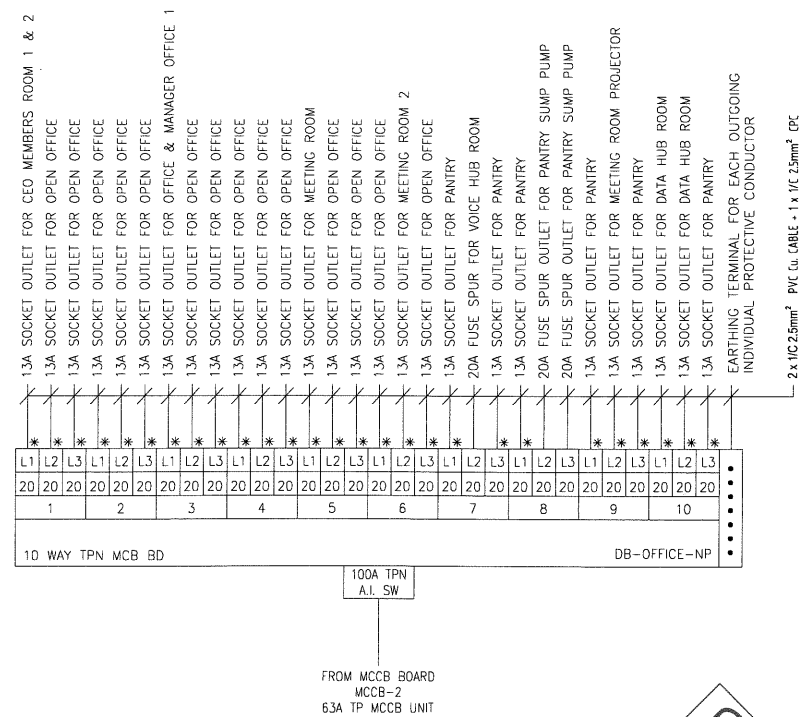 13A SOCKET OUTLET FOR CEO MEMBERS ROOM 1 & 2
13A SOCKET OUTLET FOR OPEN OFFICE
13A SOCKET OUTLET FOR OPEN OFFICE
13A SOCKET OUTLET FOR OPEN OFFICE
13A SOCKET OUTLET FOR OPEN OFFICE
13A SOCKET OUTLET FOR OPEN OFFICE
13A SOCKET OUTLET FOR OFFICE & MANAGER OFFICE 1
13A SOCKET OUTLET FOR OPEN OFFICE
13A SOCKET OUTLET FOR OPEN OFFICE
13A SOCKET OUTLET FOR OPEN OFFICE
13A SOCKET OUTLET FOR OPEN OFFICE
13A SOCKET OUTLET FOR OPEN OFFICE
13A SOCKET OUTLET FOR MEETING ROOM
13A SOCKET OUTLET FOR OPEN OFFICE
13A SOCKET OUTLET FOR OPEN OFFICE
13A SOCKET OUTLET FOR OPEN OFFICE
13A SOCKET OUTLET FOR MEETING ROOM 2
13A SOCKET OUTLET FOR OPEN OFFICE
13A SOCKET OUTLET FOR PANTRY
20A FUSE SPUR FOR VOICE HUB ROOM
13A SOCKET OUTLET FOR PANTRY
13A SOCKET OUTLET FOR PANTRY
20A FUSE SPUR OUTLET FOR PANTRY SUMP PUMP
20A FUSE SPUR OUTLET FOR PANTRY SUMP PUMP
13A SOCKET OUTLET FOR PANTRY
13A SOCKET OUTLET FOR MEETING ROOM PROJECTOR
13A SOCKET OUTLET FOR PANTRY
13A SOCKET OUTLET FOR DATA HUB ROOM
13A SOCKET OUTLET FOR DATA HUB ROOM
13A SOCKET OUTLET FOR PANTRY
EARTHING TERMINAL FOR EACH OUTGOING
INDIVIDUAL PROTECTIVE CONDUCTOR
2 x 1/C 2.5mm² PVC Cu. CABLE + 1 x 1/C 2.5mm² CPC
* * * * * * * * * * * * * * * * * * * * * * * * * * *
L1 L2 L3 L1 L2 L3 L1 L2 L3 L1 L2 L3 L1 L2 L3 L1 L2 L3 L1 L2 L3 L1 L2 L3 L1 L2 L3 L1 L2 L3
20 20 20 20 20 20 20 20 20 20 20 20 20 20 20 20 20 20 20 20 20 20 20 20 20 20 20 20 20 20
1 2 3 4 5 6 7 8 9 10
10 WAY TPN MCB BD DB-OFFICE-NP
100A TPN
A.I. SW
FROM MCCB BOARD
MCCB-2
63A TP MCCB UNIT